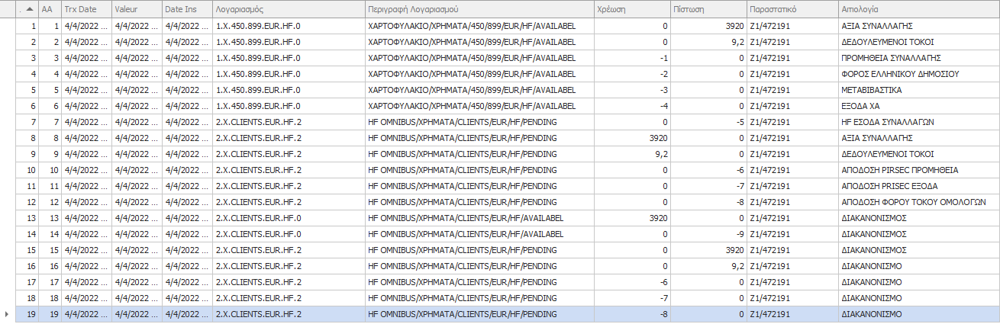 . AA Trx Date Valeur Date Ins Λογαριασμός Περιγραφή Λογαριασμού Χρέωση Πίστωση Παραστατικό Αιτιολογία
1 1 4/4/2022 ... 4/4/2022 ... 4/4/2022 ... 1.X.450.899.EUR.HF.0 ΧΑΡΤΟΦΥΛΑΚΙΟ/ΧΡΗΜΑΤΑ/450/899/EUR/HF/AVAILABEL 0 3920 Z1/472191 ΑΞΙΑ ΣΥΝΑΛΛΑΓΗΣ
2 2 4/4/2022 ... 4/4/2022 ... 4/4/2022 ... 1.X.450.899.EUR.HF.0 ΧΑΡΤΟΦΥΛΑΚΙΟ/ΧΡΗΜΑΤΑ/450/899/EUR/HF/AVAILABEL 0 9,2 Z1/472191 ΔΕΔΟΥΛΕΥΜΕΝΟΙ ΤΟΚΟΙ
3 3 4/4/2022 ... 4/4/2022 ... 4/4/2022 ... 1.X.450.899.EUR.HF.0 ΧΑΡΤΟΦΥΛΑΚΙΟ/ΧΡΗΜΑΤΑ/450/899/EUR/HF/AVAILABEL -1 0 Z1/472191 ΠΡΟΜΗΘΕΙΑ ΣΥΝΑΛΛΑΓΗΣ
4 4 4/4/2022 ... 4/4/2022 ... 4/4/2022 ... 1.X.450.899.EUR.HF.0 ΧΑΡΤΟΦΥΛΑΚΙΟ/ΧΡΗΜΑΤΑ/450/899/EUR/HF/AVAILABEL -2 0 Z1/472191 ΦΟΡΟΣ ΕΛΛΗΝΙΚΟΥ ΔΗΜΟΣΙΟΥ
5 5 4/4/2022 ... 4/4/2022 ... 4/4/2022 ... 1.X.450.899.EUR.HF.0 ΧΑΡΤΟΦΥΛΑΚΙΟ/ΧΡΗΜΑΤΑ/450/899/EUR/HF/AVAILABEL -3 0 Z1/472191 ΜΕΤΑΒΙΒΑΣΤΙΚΑ
6 6 4/4/2022 ... 4/4/2022 ... 4/4/2022 ... 1.X.450.899.EUR.HF.0 ΧΑΡΤΟΦΥΛΑΚΙΟ/ΧΡΗΜΑΤΑ/450/899/EUR/HF/AVAILABEL -4 0 Z1/472191 ΕΞΟΔΑ ΧΑ
7 7 4/4/2022 ... 4/4/2022 ... 4/4/2022 ... 2.X.CLIENTS.EUR.HF.2 HF OMNIBUS/ΧΡΗΜΑΤΑ/CLIENTS/EUR/HF/PENDING 0 -5 Z1/472191 HF ΕΣΟΔΑ ΣΥΝΑΛΛΑΓΩΝ
8 8 4/4/2022 ... 4/4/2022 ... 4/4/2022 ... 2.X.CLIENTS.EUR.HF.2 HF OMNIBUS/ΧΡΗΜΑΤΑ/CLIENTS/EUR/HF/PENDING 3920 0 Z1/472191 ΑΞΙΑ ΣΥΝΑΛΛΑΓΗΣ
9 9 4/4/2022 ... 4/4/2022 ... 4/4/2022 ... 2.X.CLIENTS.EUR.HF.2 HF OMNIBUS/ΧΡΗΜΑΤΑ/CLIENTS/EUR/HF/PENDING 9,2 0 Z1/472191 ΔΕΔΟΥΛΕΥΜΕΝΟΙ ΤΟΚΟΙ
10 10 4/4/2022 ... 4/4/2022 ... 4/4/2022 ... 2.X.CLIENTS.EUR.HF.2 HF OMNIBUS/ΧΡΗΜΑΤΑ/CLIENTS/EUR/HF/PENDING 0 -6 Z1/472191 ΑΠΟΔΟΣΗ PIRSEC ΠΡΟΜΗΘΕΙΑ
11 11 4/4/2022 ... 4/4/2022 ... 4/4/2022 ... 2.X.CLIENTS.EUR.HF.2 HF OMNIBUS/ΧΡΗΜΑΤΑ/CLIENTS/EUR/HF/PENDING 0 -7 Z1/472191 ΑΠΟΔΟΣΗ PRISEC ΕΞΟΔΑ
12 12 4/4/2022 ... 4/4/2022 ... 4/4/2022 ... 2.X.CLIENTS.EUR.HF.2 HF OMNIBUS/ΧΡΗΜΑΤΑ/CLIENTS/EUR/HF/PENDING 0 -8 Z1/472191 ΑΠΟΔΟΣΗ ΦΟΡΟΥ ΤΟΚΟΥ ΟΜΟΛΟΓΩΝ
13 13 4/4/2022 ... 4/4/2022 ... 4/4/2022 ... 2.X.CLIENTS.EUR.HF.0 HF OMNIBUS/ΧΡΗΜΑΤΑ/CLIENTS/EUR/HF/AVAILABEL 3920 0 Z1/472191 ΔΙΑΚΑΝΟΝΙΣΜΟΣ
14 14 4/4/2022 ... 4/4/2022 ... 4/4/2022 ... 2.X.CLIENTS.EUR.HF.0 HF OMNIBUS/ΧΡΗΜΑΤΑ/CLIENTS/EUR/HF/AVAILABEL 0 -9 Z1/472191 ΔΙΑΚΑΝΟΝΙΣΜΟΣ
15 15 4/4/2022 ... 4/4/2022 ... 4/4/2022 ... 2.X.CLIENTS.EUR.HF.2 HF OMNIBUS/ΧΡΗΜΑΤΑ/CLIENTS/EUR/HF/PENDING 0 3920 Z1/472191 ΔΙΑΚΑΝΟΝΙΣΜΟΣ
16 16 4/4/2022 ... 4/4/2022 ... 4/4/2022 ... 2.X.CLIENTS.EUR.HF.2 HF OMNIBUS/ΧΡΗΜΑΤΑ/CLIENTS/EUR/HF/PENDING 0 9,2 Z1/472191 ΔΙΑΚΑΝΟΝΙΣΜΟ
17 17 4/4/2022 ... 4/4/2022 ... 4/4/2022 ... 2.X.CLIENTS.EUR.HF.2 HF OMNIBUS/ΧΡΗΜΑΤΑ/CLIENTS/EUR/HF/PENDING -6 0 Z1/472191 ΔΙΑΚΑΝΟΝΙΣΜΟ
18 18 4/4/2022 ... 4/4/2022 ... 4/4/2022 ... 2.X.CLIENTS.EUR.HF.2 HF OMNIBUS/ΧΡΗΜΑΤΑ/CLIENTS/EUR/HF/PENDING -7 0 Z1/472191 ΔΙΑΚΑΝΟΝΙΣΜΟ
19 19 4/4/2022 ... 4/4/2022 ... 4/4/2022 ... 2.X.CLIENTS.EUR.HF.2 HF OMNIBUS/ΧΡΗΜΑΤΑ/CLIENTS/EUR/HF/PENDING -8 0 Z1/472191 ΔΙΑΚΑΝΟΝΙΣΜΟ